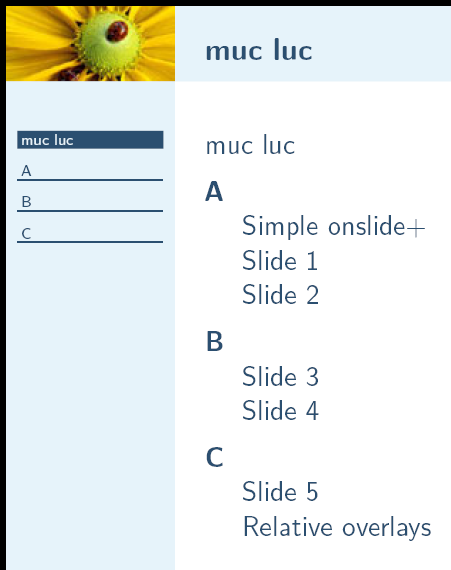 muc luc
muc luc
A
B
C
muc luc
A
Simple onslide+
Slide 1
Slide 2
B
Slide 3
Slide 4
C
Slide 5
Relative overlays